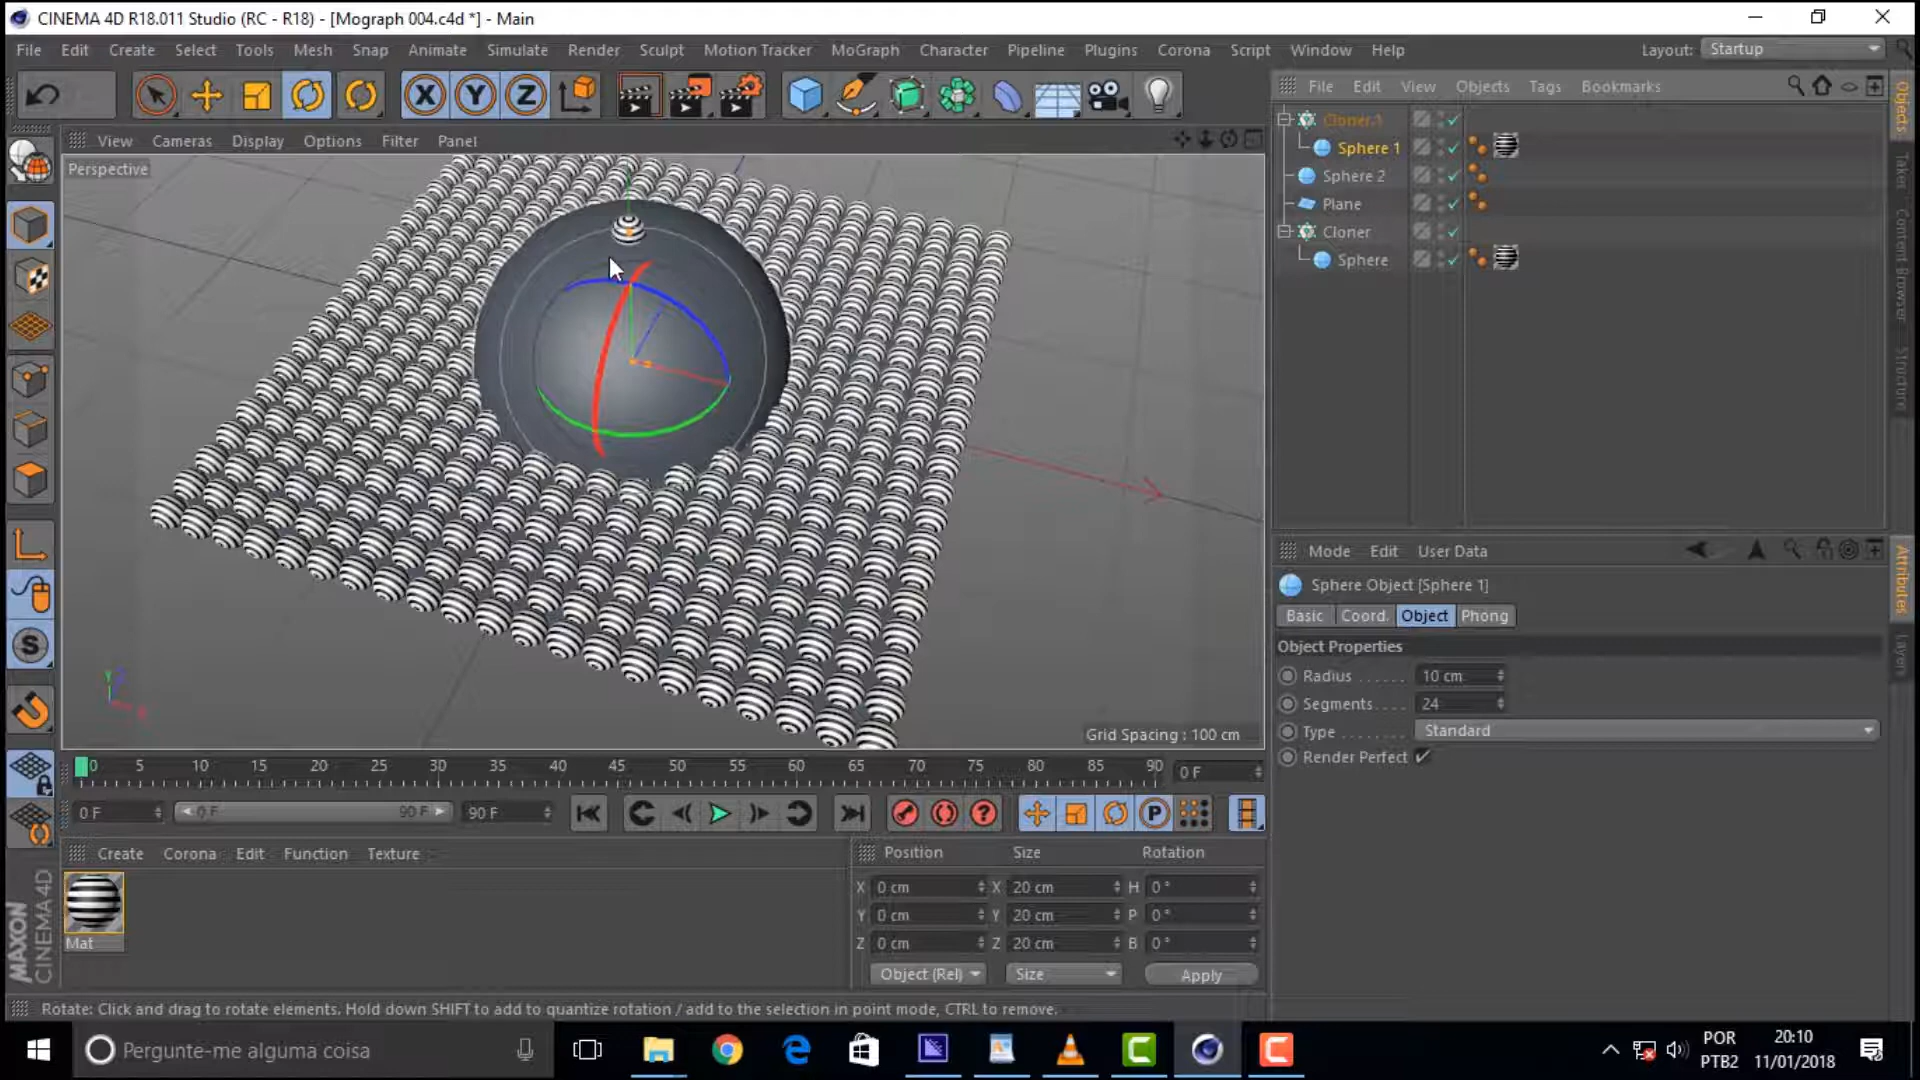 CINEMA 4D R18.011 Studio (RC - R18) - [Mograph 004.c4d *] - Main
File Edit Create Select Tools Mesh Snap Animate Simulate Render Sculpt Motion Tracker MoGraph Character Pipeline Plugins Corona Script Window Help Layout: Startup
X Y Z
File Edit View Objects Tags Bookmarks
View Cameras Display Options Filter Panel
Perspective
Cloner 1
Sphere 1
Sphere 2
Plane
Cloner
Sphere
Objects
Takes
Content Browser
Structure
Grid Spacing : 100 cm
Y Z X
Mode Edit User Data
Sphere Object [Sphere 1]
Basic Coord. Object Phong
Object Properties
Radius . . . . . . 10 cm
Segments. . . . 24
Type . . . . . . . Standard
Render Perfect
Attributes
Layers
0 5 10 15 20 25 30 35 40 45 50 55 60 65 70 75 80 85 90 0 F
0 F 0 F 90 F 90 F
P
Create Corona Edit Function Texture
Mat
Position Size Rotation
X 0 cm X 20 cm H 0 °
Y 0 cm Y 20 cm P 0 °
Z 0 cm Z 20 cm B 0 °
Object (Rel) Size Apply
MAXON
CINEMA 4D
Rotate: Click and drag to rotate elements. Hold down SHIFT to add to quantize rotation / add to the selection in point mode, CTRL to remove.
Pergunte-me alguma coisa
POR
PTB2
20:10
11/01/2018